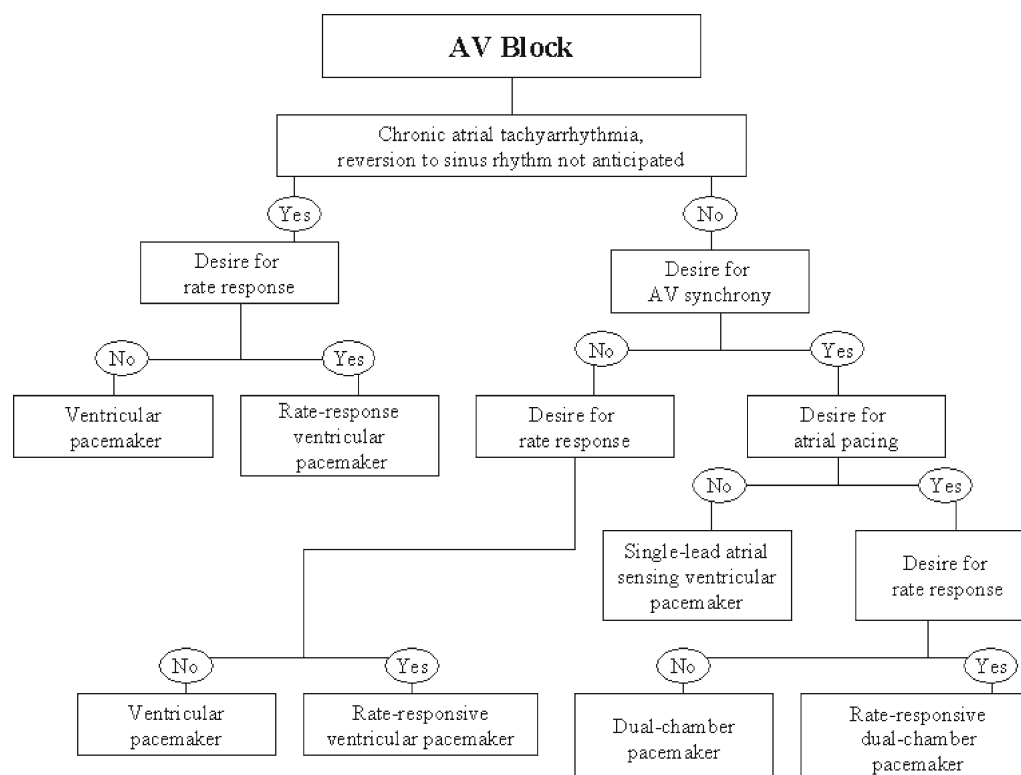 AV Block
Chronic atrial tachyarrhythmia,
reversion to sinus rhythm not anticipated
Yes
No
Desire for
rate response
Desire for
AV synchrony
No
Yes
No
Yes
Ventricular
pacemaker
Rate-response
ventricular
pacemaker
Desire for
rate response
Desire for
atrial pacing
No
Yes
Single-lead atrial
sensing ventricular
pacemaker
Desire for
rate response
No
Yes
No
Yes
Ventricular
pacemaker
Rate-responsive
ventricular pacemaker
Dual-chamber
pacemaker
Rate-responsive
dual-chamber
pacemaker